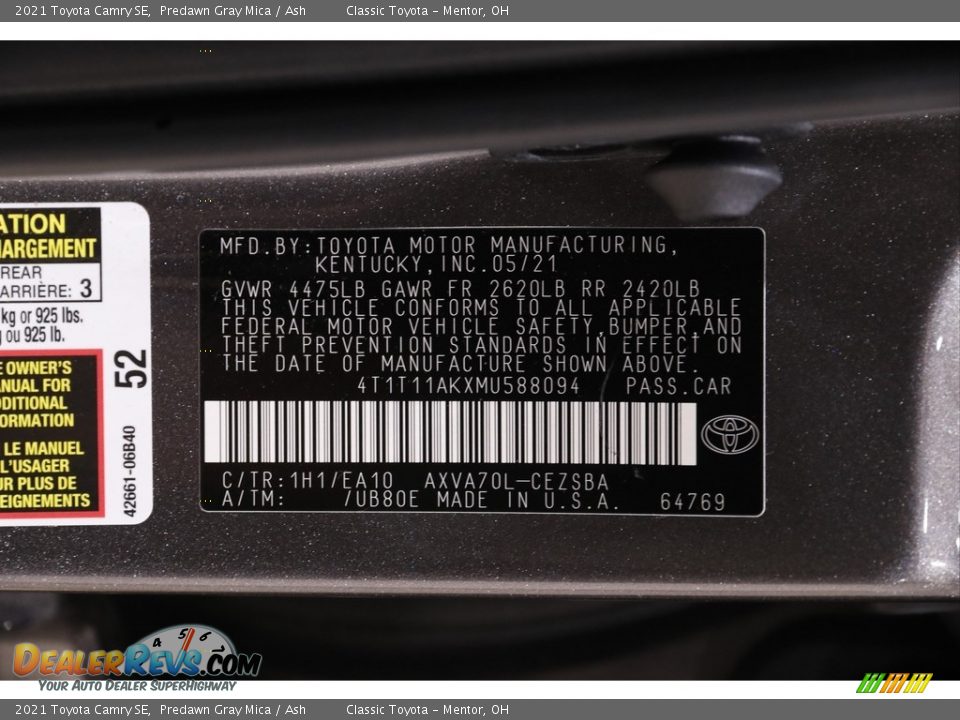 2021 Toyota Camry SE, Predawn Gray Mica / Ash Classic Toyota - Mentor, OH
ATION
HARGEMENT
REAR
ARRIÈRE: 3
kg or 925 lbs.
ou 925 lb.
OWNER'S
ANUAL FOR
DDITIONAL
ORMATION
LE MANUEL
L'USAGER
UR PLUS DE
EIGNEMENTS
52
42661-06B40
MFD.BY:TOYOTA MOTOR MANUFACTURING,
KENTUCKY,INC.05/21
GVWR 4475LB GAWR FR 2620LB RR 2420LB
THIS VEHICLE CONFORMS TO ALL APPLICABLE
FEDERAL MOTOR VEHICLE SAFETY,BUMPER,AND
THEFT PREVENTION STANDARDS IN EFFECT ON
THE DATE OF MANUFACTURE SHOWN ABOVE.
4T1T11AKXMU588094 PASS.CAR
C/TR:1H1/EA10 AXVA70L-CEZSBA
A/TM: /UB80E MADE IN U.S.A. 64769
4 5 6
DEALERREVS.COM
YOUR AUTO DEALER SUPERHIGHWAY
2021 Toyota Camry SE, Predawn Gray Mica / Ash Classic Toyota - Mentor, OH